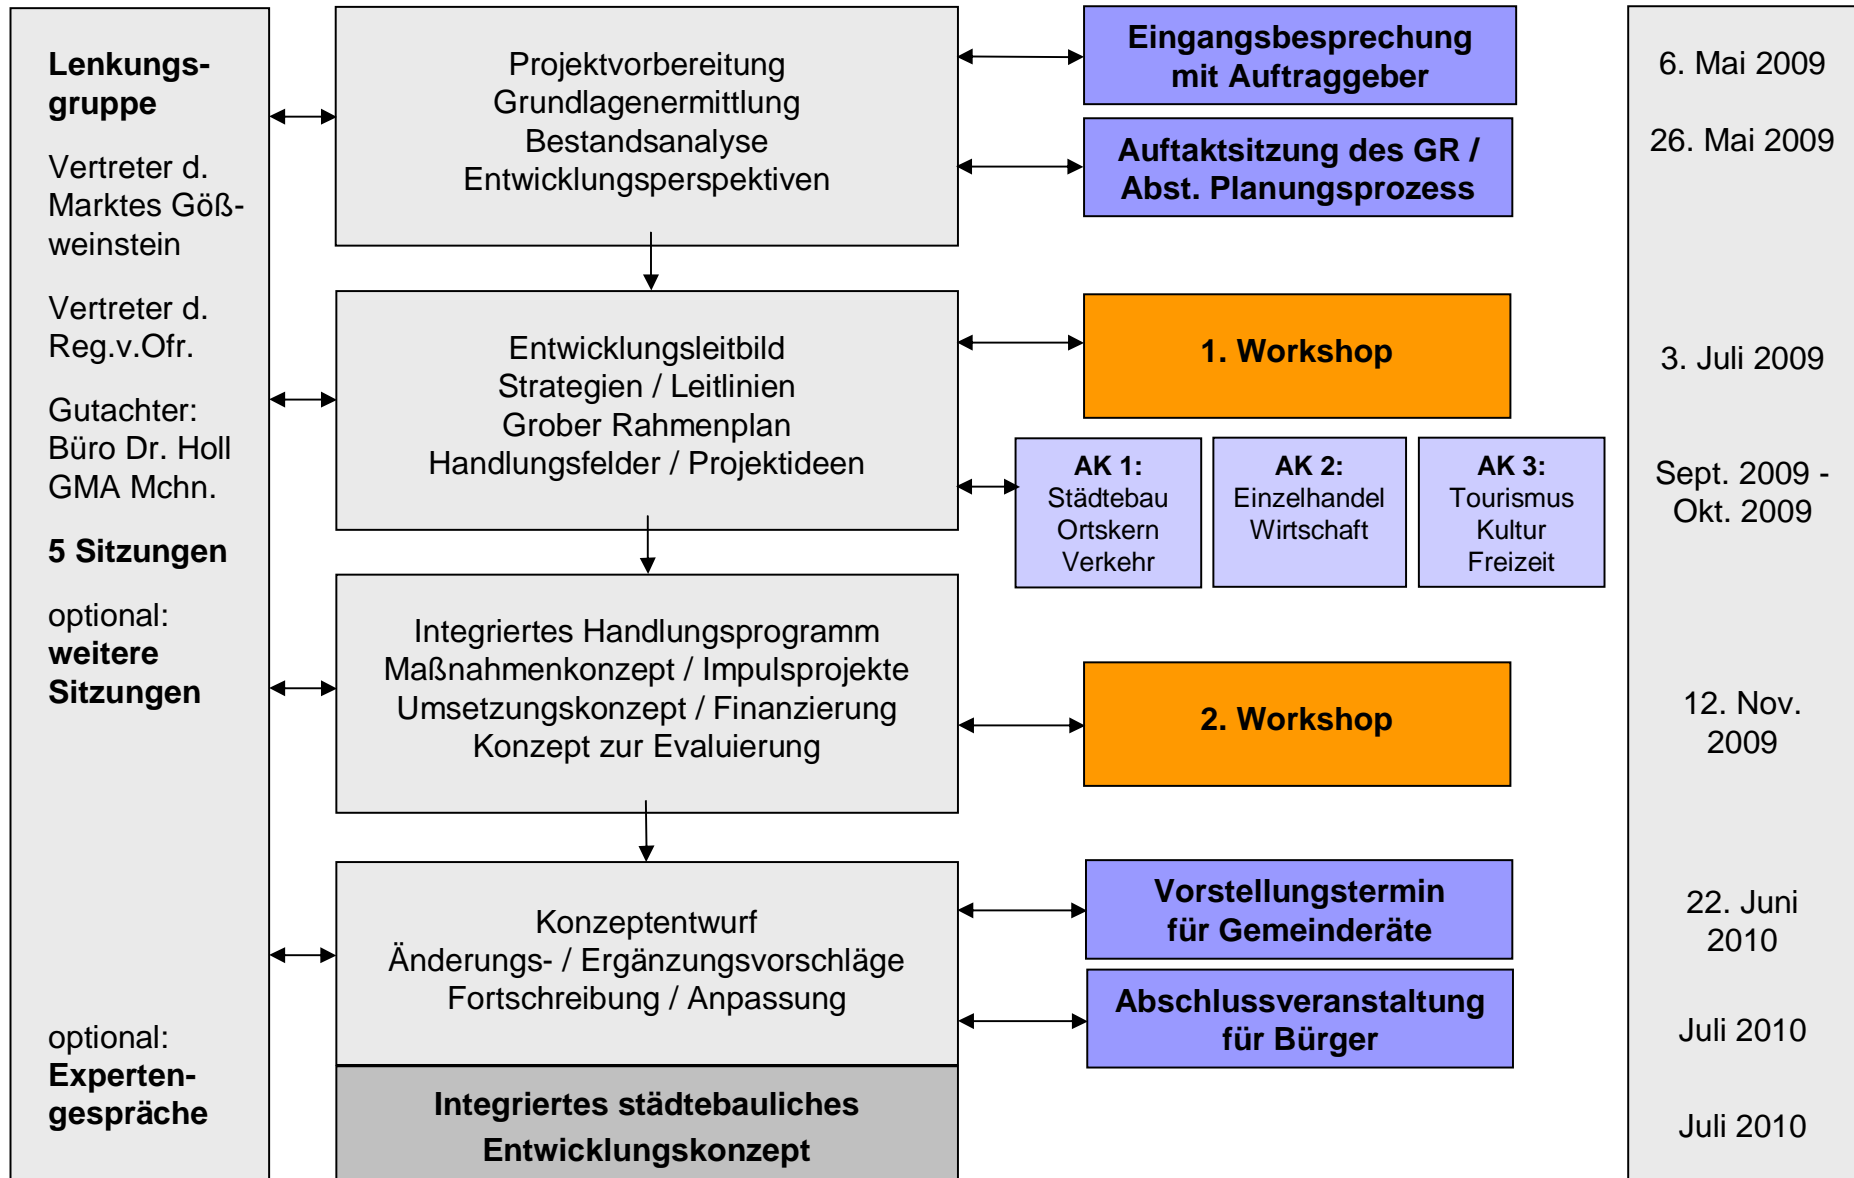 Lenkungs-
gruppe
Vertreter d.
Marktes Göß-
weinstein
Vertreter d.
Reg.v.Ofr.
Gutachter:
Büro Dr. Holl
GMA Mchn.
5 Sitzungen
optional:
weitere
Sitzungen
optional:
Experten-
gespräche
Projektvorbereitung
Grundlagenermittlung
Bestandsanalyse
Entwicklungsperspektiven
Eingangsbesprechung
mit Auftraggeber
Auftaktsitzung des GR /
Abst. Planungsprozess
Entwicklungsleitbild
Strategien / Leitlinien
Grober Rahmenplan
Handlungsfelder / Projektideen
1. Workshop
AK 1:
Städtebau
Ortskern
Verkehr
AK 2:
Einzelhandel
Wirtschaft
AK 3:
Tourismus
Kultur
Freizeit
Integriertes Handlungsprogramm
Maßnahmenkonzept / Impulsprojekte
Umsetzungskonzept / Finanzierung
Konzept zur Evaluierung
2. Workshop
Konzeptentwurf
Änderungs- / Ergänzungsvorschläge
Fortschreibung / Anpassung
Vorstellungstermin
für Gemeinderäte
Abschlussveranstaltung
für Bürger
Integriertes städtebauliches
Entwicklungskonzept
6. Mai 2009
26. Mai 2009
3. Juli 2009
Sept. 2009 -
Okt. 2009
12. Nov.
2009
22. Juni
2010
Juli 2010
Juli 2010